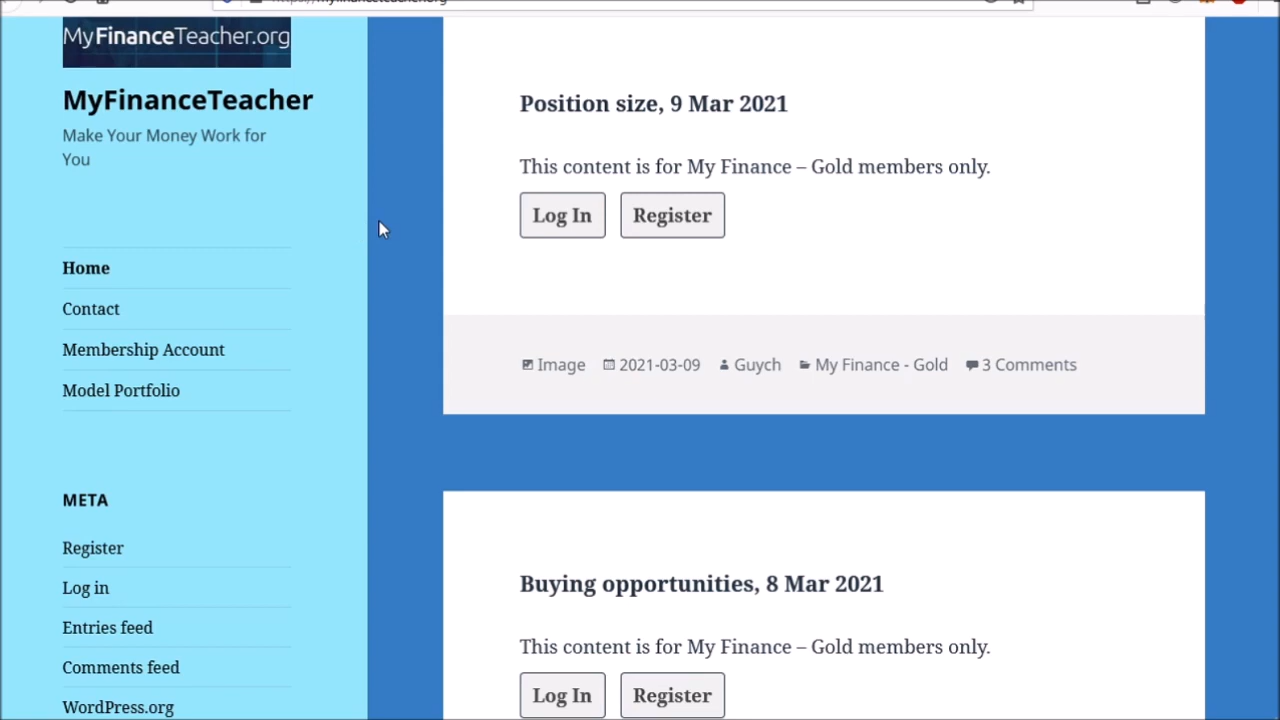 MyFinanceTeacher.org
MyFinanceTeacher
Make Your Money Work for
You
Home
Contact
Membership Account
Model Portfolio
META
Register
Log in
Entries feed
Comments feed
WordPress.org
Position size, 9 Mar 2021
This content is for My Finance – Gold members only.
Log In Register
Image 2021-03-09 Guych My Finance - Gold 3 Comments
Buying opportunities, 8 Mar 2021
This content is for My Finance – Gold members only.
Log In Register